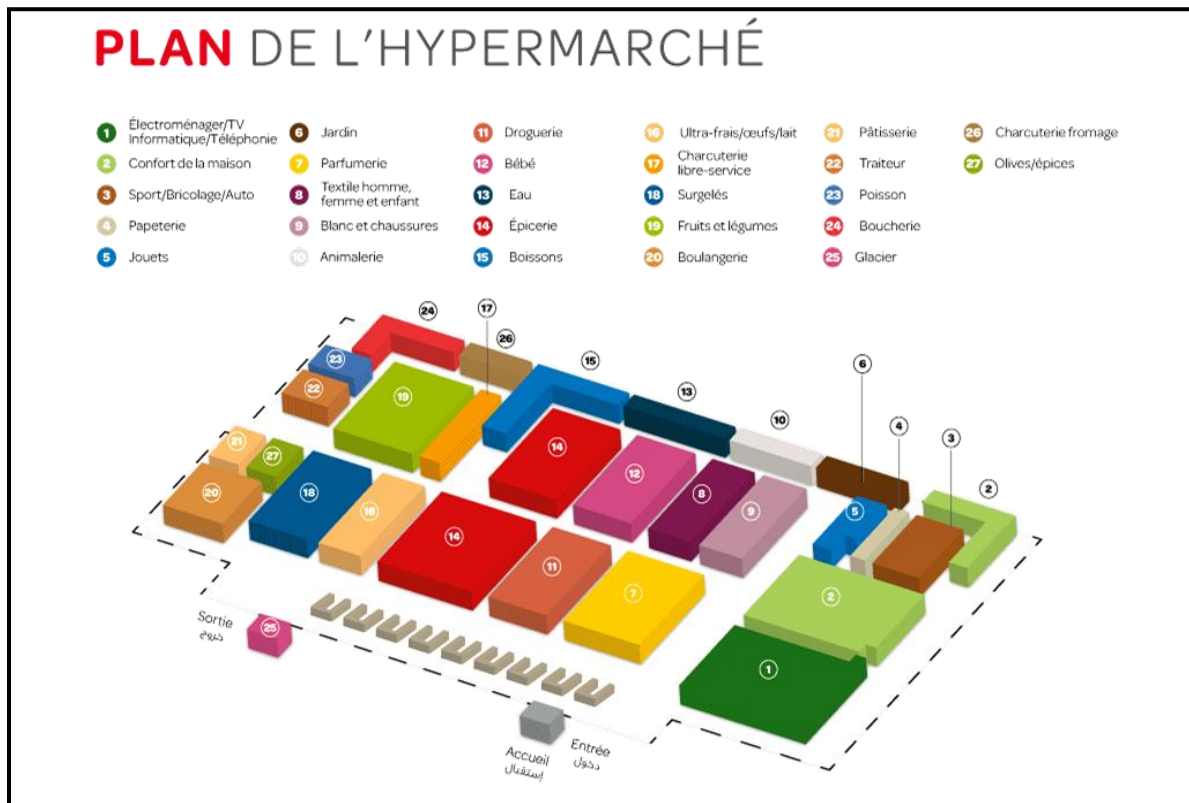 PLAN DE L'HYPERMARCHÉ
1 Électroménager/TV
Informatique/Téléphonie
2 Confort de la maison
3 Sport/Bricolage/Auto
4 Papeterie
5 Jouets
6 Jardin
7 Parfumerie
8 Textile homme,
femme et enfant
9 Blanc et chaussures
10 Animalerie
11 Droguerie
12 Bébé
13 Eau
14 Épicerie
15 Boissons
16 Ultra-frais/œufs/lait
17 Charcuterie
libre-service
18 Surgelés
19 Fruits et légumes
20 Boulangerie
21 Pâtisserie
22 Traiteur
23 Poisson
24 Boucherie
25 Glacier
26 Charcuterie fromage
27 Olives/épices
24
17
26
15
23
22
19
13
6
10
4
3
2
14
12
21
27
20
18
16
8
9
5
14
11
7
2
1
Sortie
خروج
25
Accueil
إستقبال
Entrée
دخول